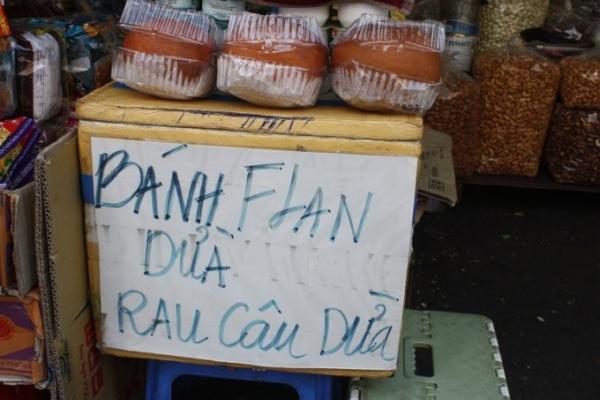 BÁNH FLAN
DỪA
RAU Câu Dừa